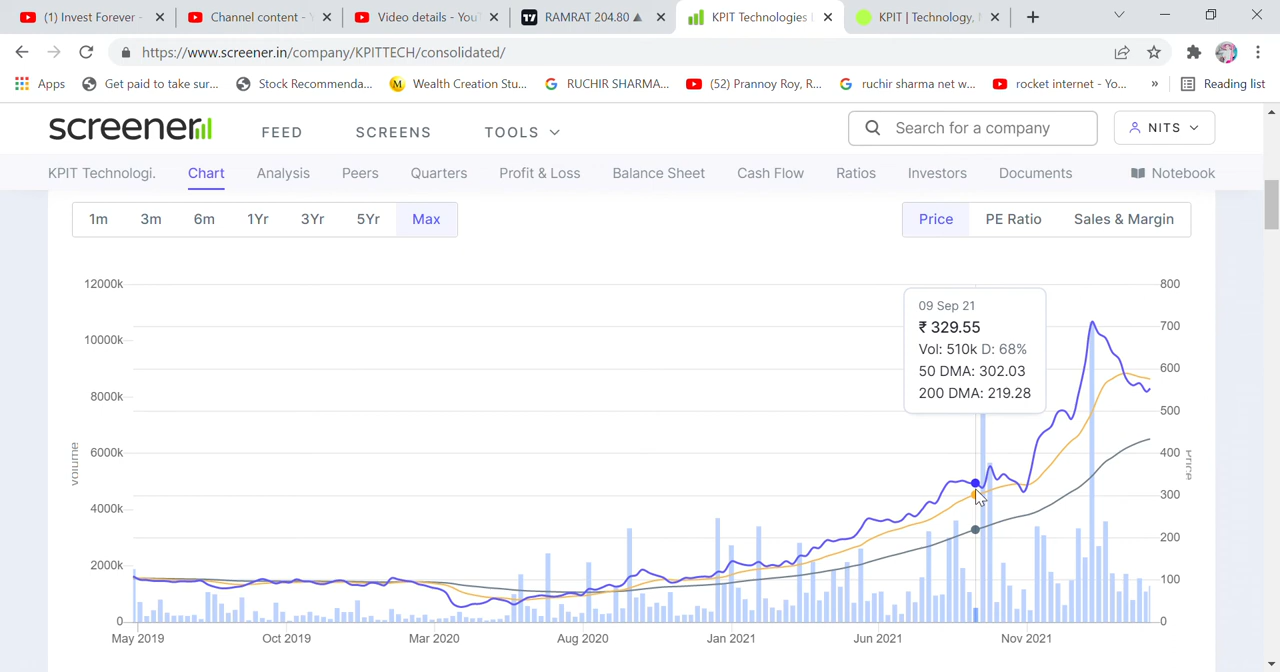 (1) Invest Forever -
Channel content -
Video details - You
RAMRAT 204.80 ▲
KPIT Technologies
KPIT | Technology,
https://www.screener.in/company/KPITTECH/consolidated/
Apps
Get paid to take sur...
Stock Recommenda...
Wealth Creation Stu...
RUCHIR SHARMA...
(52) Prannoy Roy, R...
ruchir sharma net w...
rocket internet - Yo...
»
Reading list
screener
FEED
SCREENS
TOOLS
Search for a company
NITS
KPIT Technologi.
Chart
Analysis
Peers
Quarters
Profit & Loss
Balance Sheet
Cash Flow
Ratios
Investors
Documents
Notebook
1m
3m
6m
1Yr
3Yr
5Yr
Max
Price
PE Ratio
Sales & Margin
12000k
10000k
8000k
6000k
4000k
2000k
0
volume
800
700
600
500
400
300
200
100
0
Price
09 Sep 21
₹ 329.55
Vol: 510k D: 68%
50 DMA: 302.03
200 DMA: 219.28
May 2019
Oct 2019
Mar 2020
Aug 2020
Jan 2021
Jun 2021
Nov 2021